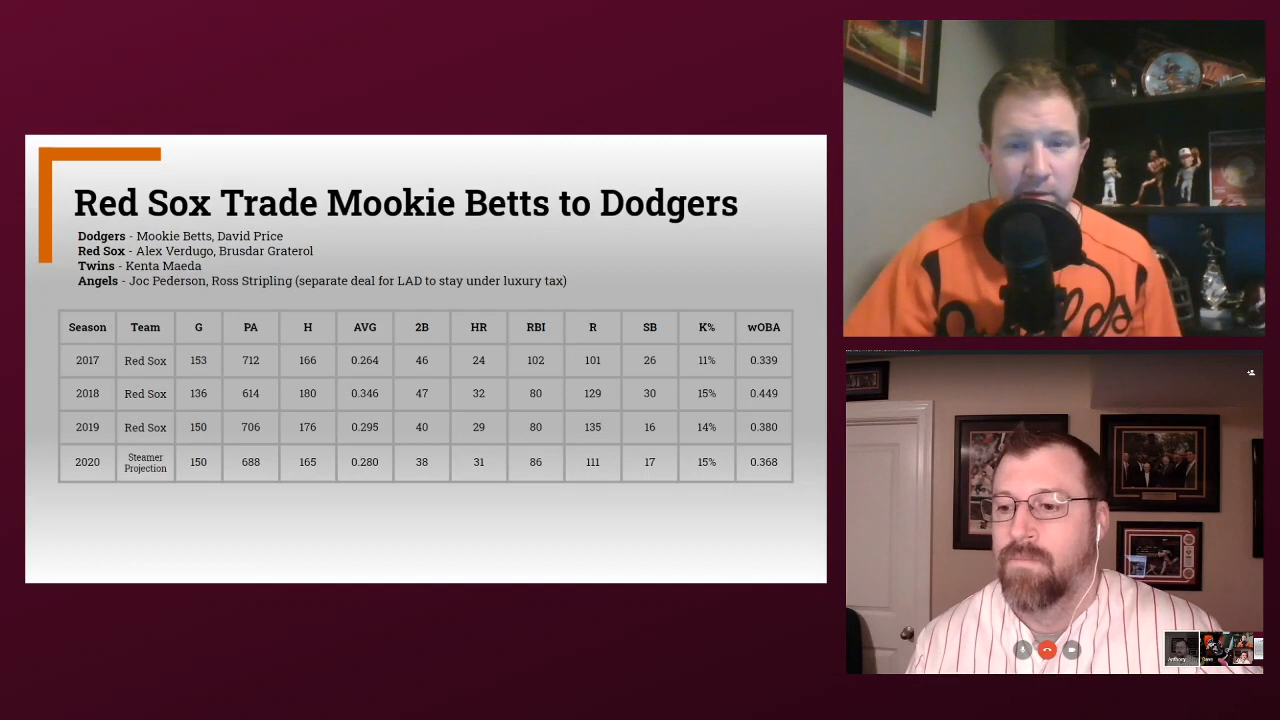 Red Sox Trade Mookie Betts to Dodgers
Dodgers - Mookie Betts, David Price
Red Sox - Alex Verdugo, Brusdar Graterol
Twins - Kenta Maeda
Angels - Joc Pederson, Ross Stripling (separate deal for LAD to stay under luxury tax)
Season Team G PA H AVG 2B HR RBI R SB K% wOBA
2017 Red Sox 153 712 166 0.264 46 24 102 101 26 11% 0.339
2018 Red Sox 136 614 180 0.346 47 32 80 129 30 15% 0.449
2019 Red Sox 150 706 176 0.295 40 29 80 135 16 14% 0.380
2020 Steamer Projection 150 688 165 0.280 38 31 86 111 17 15% 0.368
Anthony